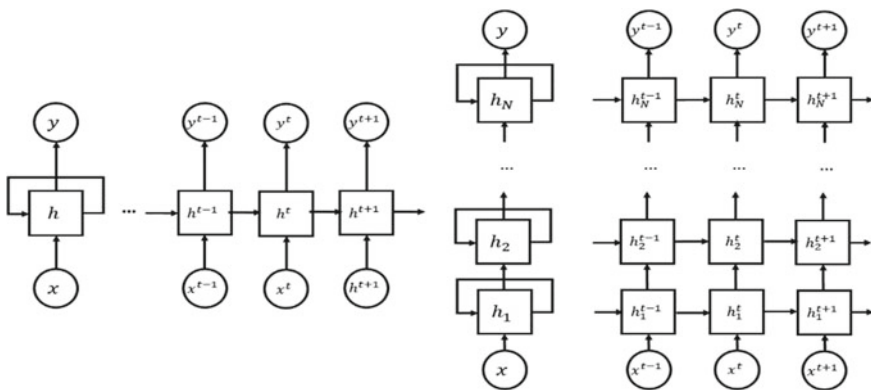 y
h
x
y^{t-1} y^{t} y^{t+1}
... h^{t-1} h^{t} h^{t+1}
x^{t-1} x^{t} h^{t+1}
y
h_N
...
h_2
h_1
x
y^{t-1} y^{t} y^{t+1}
h_N^{t-1} h_N^{t} h_N^{t+1}
... ... ...
h_2^{t-1} h_2^{t} h_2^{t+1}
h_1^{t-1} h_1^{t} h_1^{t+1}
x^{t-1} x^{t} x^{t+1}